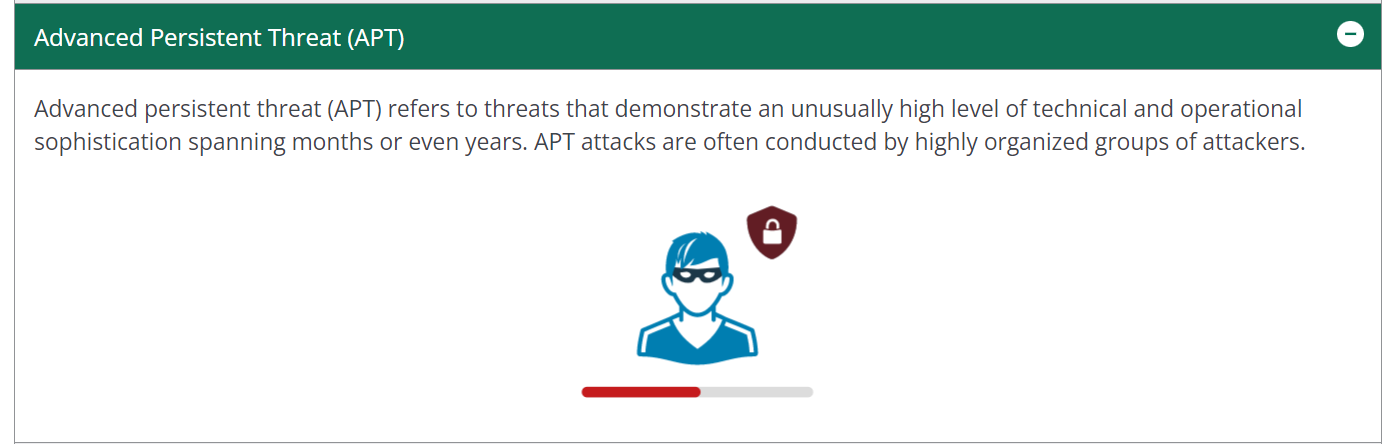 Advanced Persistent Threat (APT)
Advanced persistent threat (APT) refers to threats that demonstrate an unusually high level of technical and operational
sophistication spanning months or even years. APT attacks are often conducted by highly organized groups of attackers.